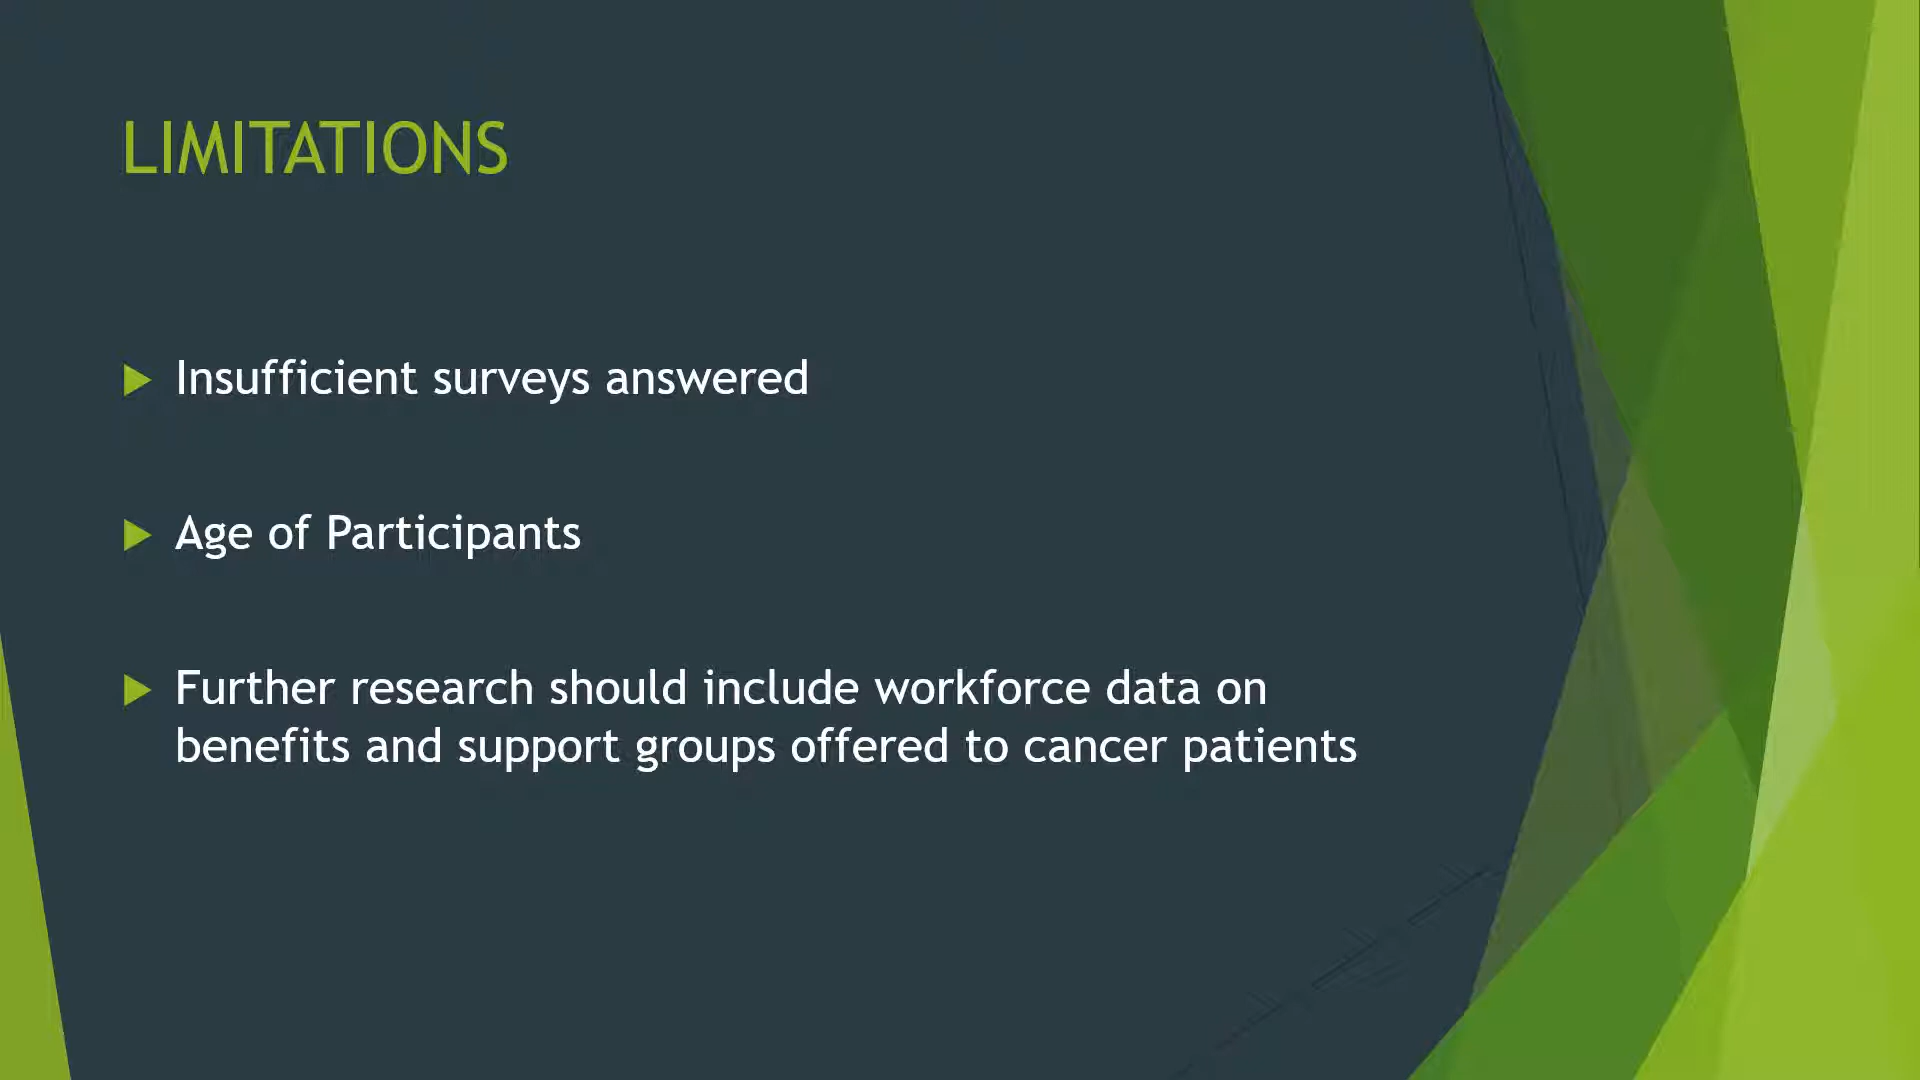 LIMITATIONS
Insufficient surveys answered
Age of Participants
Further research should include workforce data on
benefits and support groups offered to cancer patients